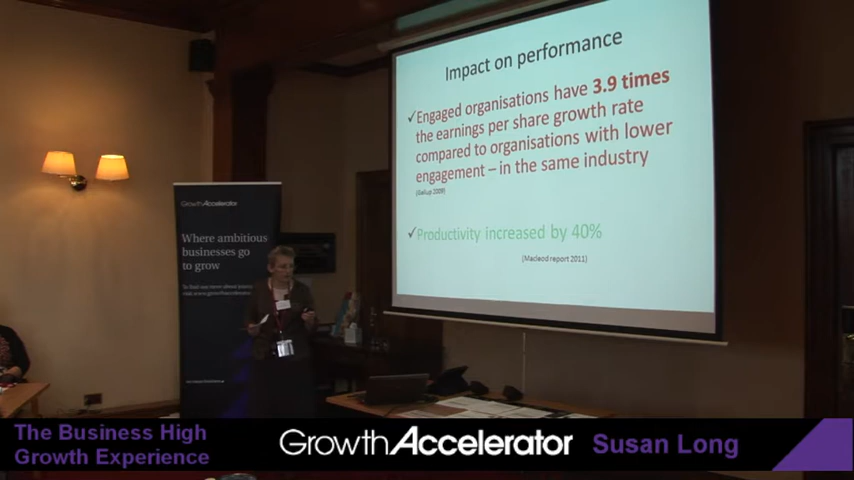 Impact on performance
✓Engaged organisations have 3.9 times
the earnings per share growth rate
compared to organisations with lower
engagement – in the same industry
(Gallup 2009)
✓Productivity increased by 40%
(Macleod report 2011)
GrowthAccelerator
Where ambitious
businesses go
to grow
The Business High
Growth Experience
GrowthAccelerator
Susan Long